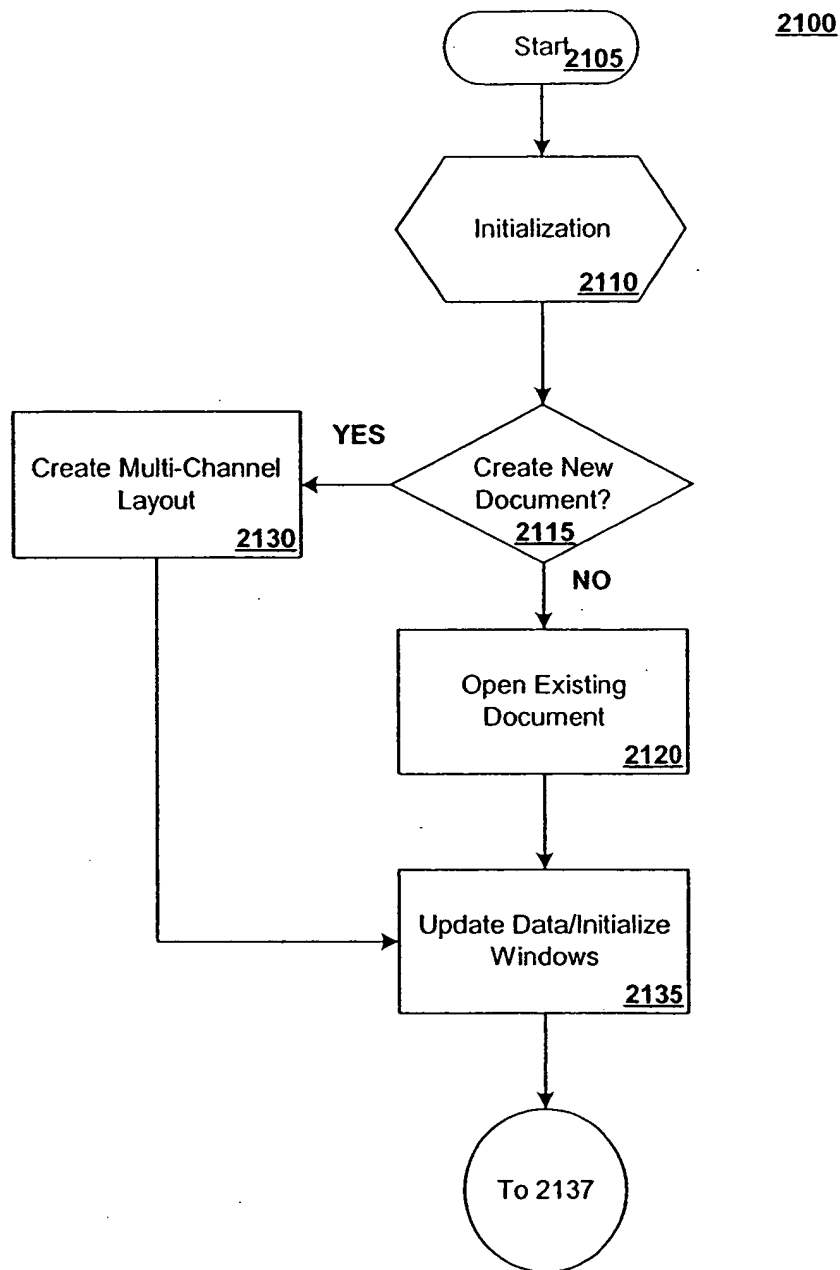 2100
Start
2105
Initialization
2110
YES
Create New
Document?
2115
Create Multi-Channel
Layout
2130
NO
Open Existing
Document
2120
Update Data/Initialize
Windows
2135
To 2137